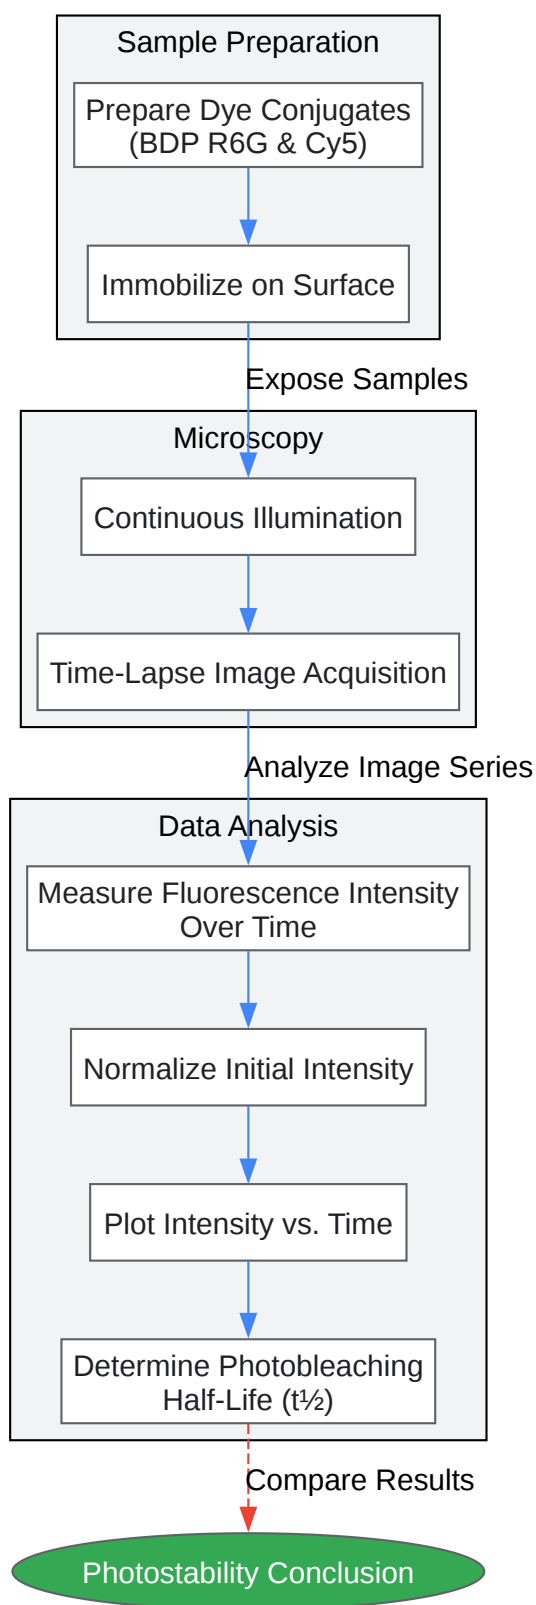 Sample Preparation
Prepare Dye Conjugates
(BDP R6G & Cy5)
Immobilize on Surface
Expose Samples
Microscopy
Continuous Illumination
Time-Lapse Image Acquisition
Analyze Image Series
Data Analysis
Measure Fluorescence Intensity
Over Time
Normalize Initial Intensity
Plot Intensity vs. Time
Determine Photobleaching
Half-Life (t½)
Compare Results
Photostability Conclusion